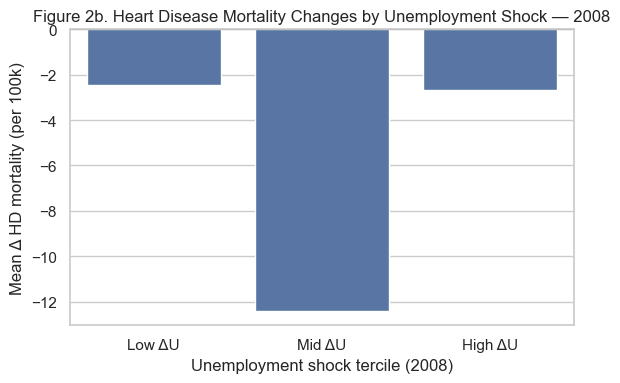 Figure 2b. Heart Disease Mortality Changes by Unemployment Shock — 2008
Mean Δ HD mortality (per 100k)
0
−2
−4
−6
−8
−10
−12
Low ΔU
Mid ΔU
High ΔU
Unemployment shock tercile (2008)